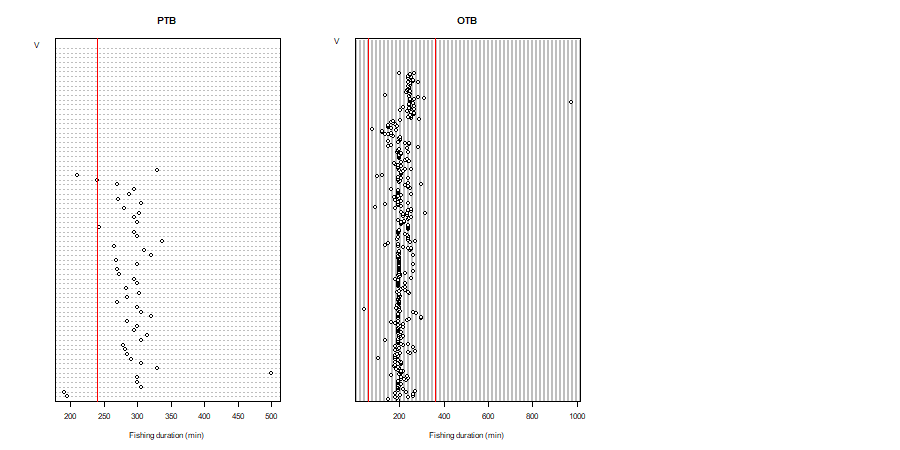 PTB OTB
V V
200 250 300 350 400 450 500 200 400 600 800 1000
Fishing duration (min) Fishing duration (min)